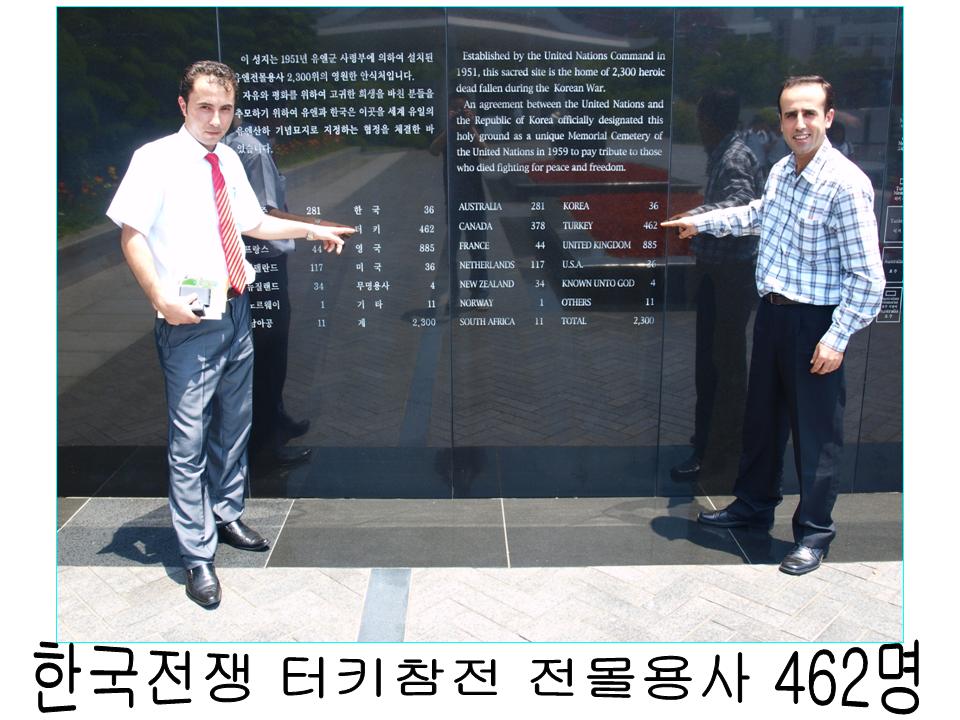 이 성지는 1951년 유엔군 사령부에 의하여 설치된
유엔전몰용사 2,300위의 영원한 안식처입니다.
자유와 평화를 위하여 고귀한 희생을 바친 분들을
추모하기 위하여 유엔과 한국은 이곳을 세계 유일의
유엔산하 기념묘지로 지정하는 협정을 체결한 바
있습니다.
281 한 국 36
터 키 462
프랑스 44 영 국 885
117 미 국 36
뉴질랜드 34 무명용사 4
노르웨이 1 기 타 11
남아공 11 계 2,300
Established by the United Nations Command in
1951, this sacred site is the home of 2,300 heroic
dead fallen during the Korean War.
An agreement between the United Nations and
the Republic of Korea officially designated this
holy ground as a unique Memorial Cemetery of
the United Nations in 1959 to pay tribute to those
who died fighting for peace and freedom.
AUSTRALIA 281 KOREA 36
CANADA 378 TURKEY 462
FRANCE 44 UNITED KINGDOM 885
NETHERLANDS 117 U.S.A. 36
NEW ZEALAND 34 KNOWN UNTO GOD 4
NORWAY 1 OTHERS 11
SOUTH AFRICA 11 TOTAL 2,300
한국전쟁 터키참전 전몰용사 462명